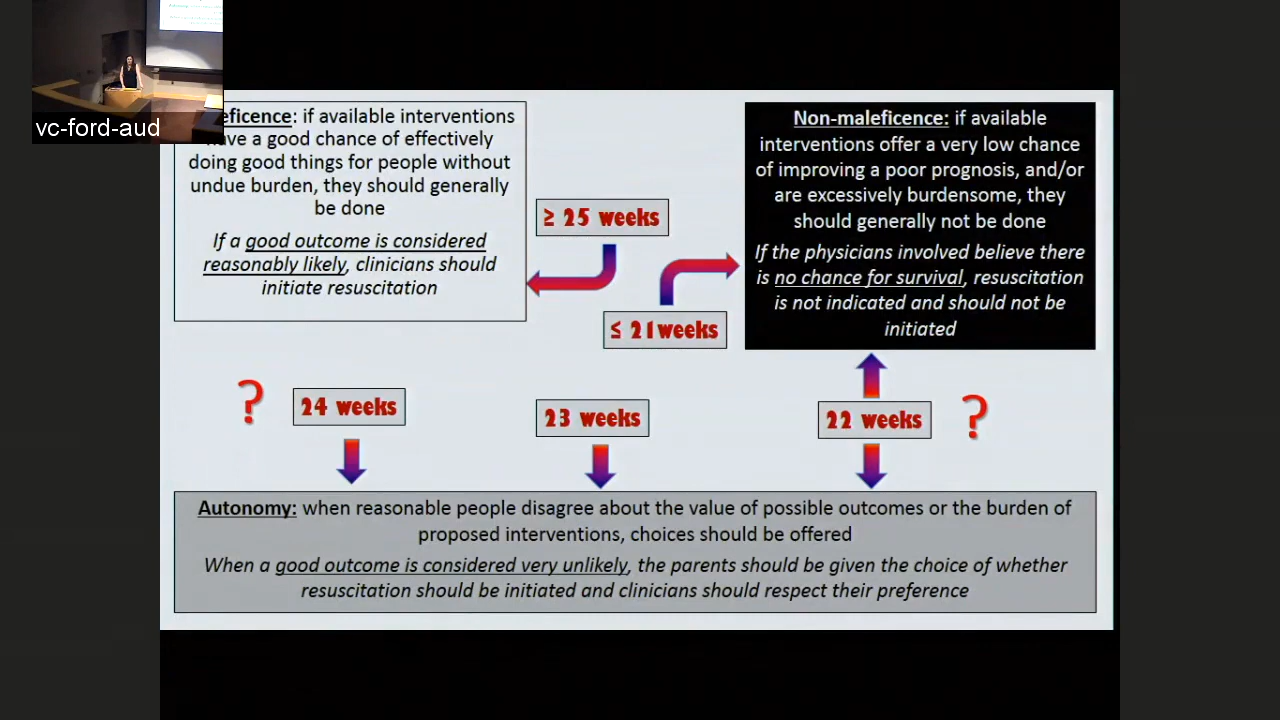 vc-ford-aud
eficence: if available interventions
have a good chance of effectively
doing good things for people without
undue burden, they should generally
be done
If a good outcome is considered
reasonably likely, clinicians should
initiate resuscitation
≥ 25 weeks
≤ 21weeks
Non-maleficence: if available
interventions offer a very low chance
of improving a poor prognosis, and/or
are excessively burdensome, they
should generally not be done
If the physicians involved believe there
is no chance for survival, resuscitation
is not indicated and should not be
initiated
? 24 weeks
23 weeks
22 weeks ?
Autonomy: when reasonable people disagree about the value of possible outcomes or the burden of
proposed interventions, choices should be offered
When a good outcome is considered very unlikely, the parents should be given the choice of whether
resuscitation should be initiated and clinicians should respect their preference